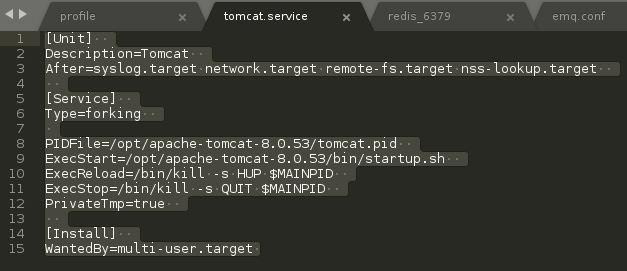 profile × tomcat.service × redis_6379 × emq.conf
1 [Unit]
2 Description=Tomcat
3 After=syslog.target network.target remote-fs.target nss-lookup.target
4
5 [Service]
6 Type=forking
7
8 PIDFile=/opt/apache-tomcat-8.0.53/tomcat.pid
9 ExecStart=/opt/apache-tomcat-8.0.53/bin/startup.sh
10 ExecReload=/bin/kill -s HUP $MAINPID
11 ExecStop=/bin/kill -s QUIT $MAINPID
12 PrivateTmp=true
13
14 [Install]
15 WantedBy=multi-user.target